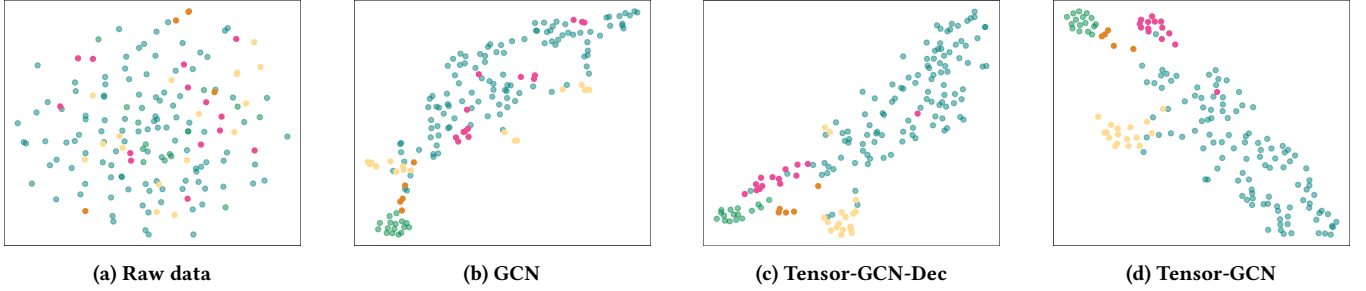 (a) Raw data
(b) GCN
(c) Tensor-GCN-Dec
(d) Tensor-GCN